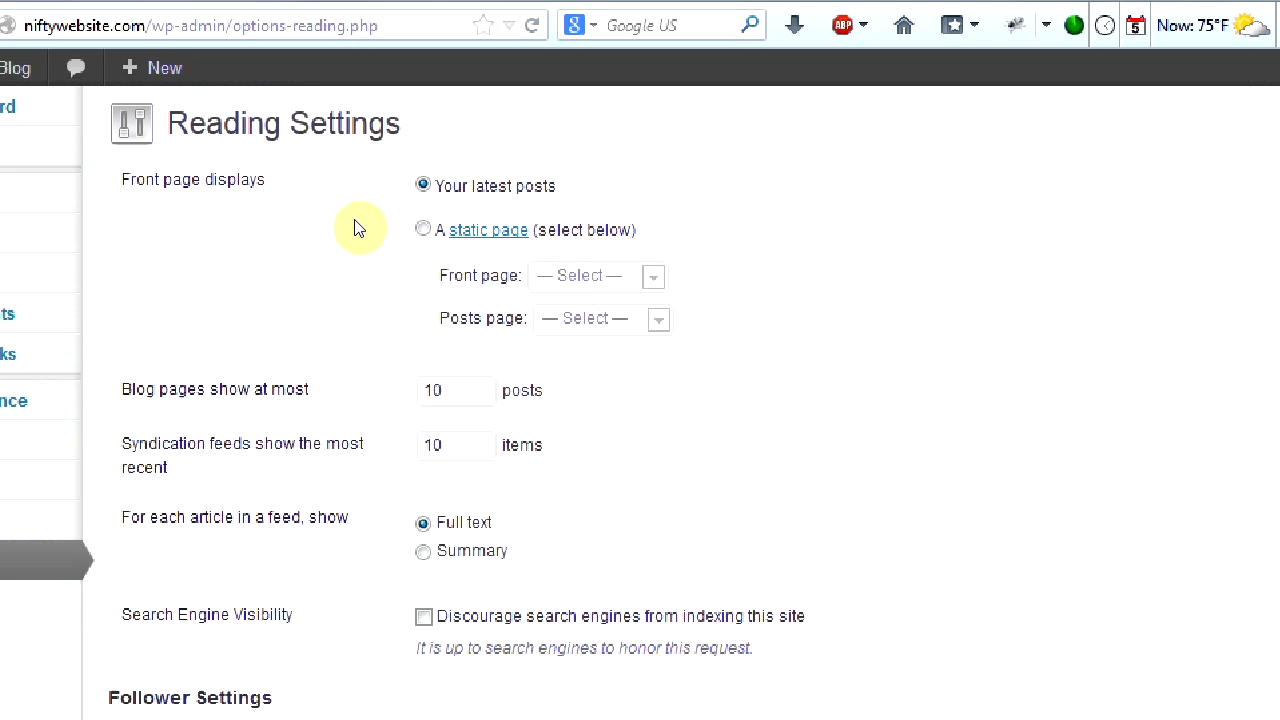 niftywebsite.com/wp-admin/options-reading.php
8 Google US
ABP
5
Now: 75°F
Blog
New
rd
ts
ks
nce
Reading Settings
Front page displays
Your latest posts
A static page (select below)
Front page: — Select —
Posts page: — Select —
Blog pages show at most
10 posts
Syndication feeds show the most
recent
10 items
For each article in a feed, show
Full text
Summary
Search Engine Visibility
Discourage search engines from indexing this site
It is up to search engines to honor this request.
Follower Settings